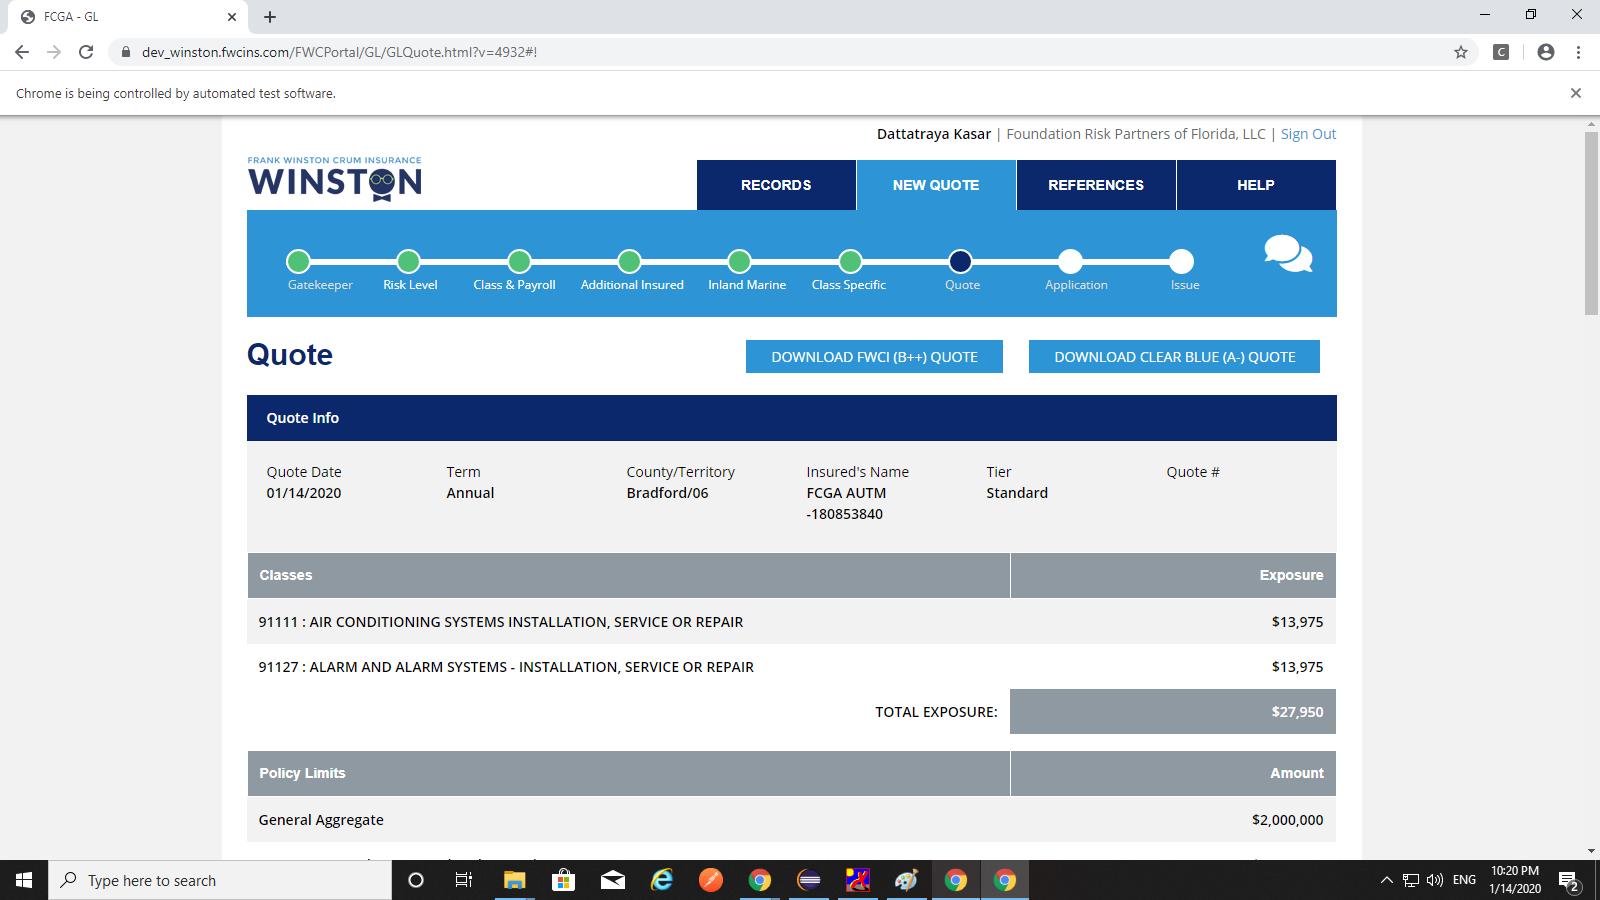 FCGA - GL
dev_winston.fwcins.com/FWCPortal/GL/GLQuote.html?v=4932#!
C
Chrome is being controlled by automated test software.
Dattatraya Kasar | Foundation Risk Partners of Florida, LLC | Sign Out
FRANK WINSTON CRUM INSURANCE
WINSTON
RECORDS NEW QUOTE REFERENCES HELP
Gatekeeper Risk Level Class & Payroll Additional Insured Inland Marine Class Specific Quote Application Issue
Quote
DOWNLOAD FWCI (B++) QUOTE DOWNLOAD CLEAR BLUE (A-) QUOTE
Quote Info
Quote Date Term County/Territory Insured's Name Tier Quote #
01/14/2020 Annual Bradford/06 FCGA AUTM Standard
-180853840
Classes Exposure
91111 : AIR CONDITIONING SYSTEMS INSTALLATION, SERVICE OR REPAIR $13,975
91127 : ALARM AND ALARM SYSTEMS - INSTALLATION, SERVICE OR REPAIR $13,975
TOTAL EXPOSURE: $27,950
Policy Limits Amount
General Aggregate $2,000,000
Type here to search
ENG
10:20 PM
1/14/2020
2